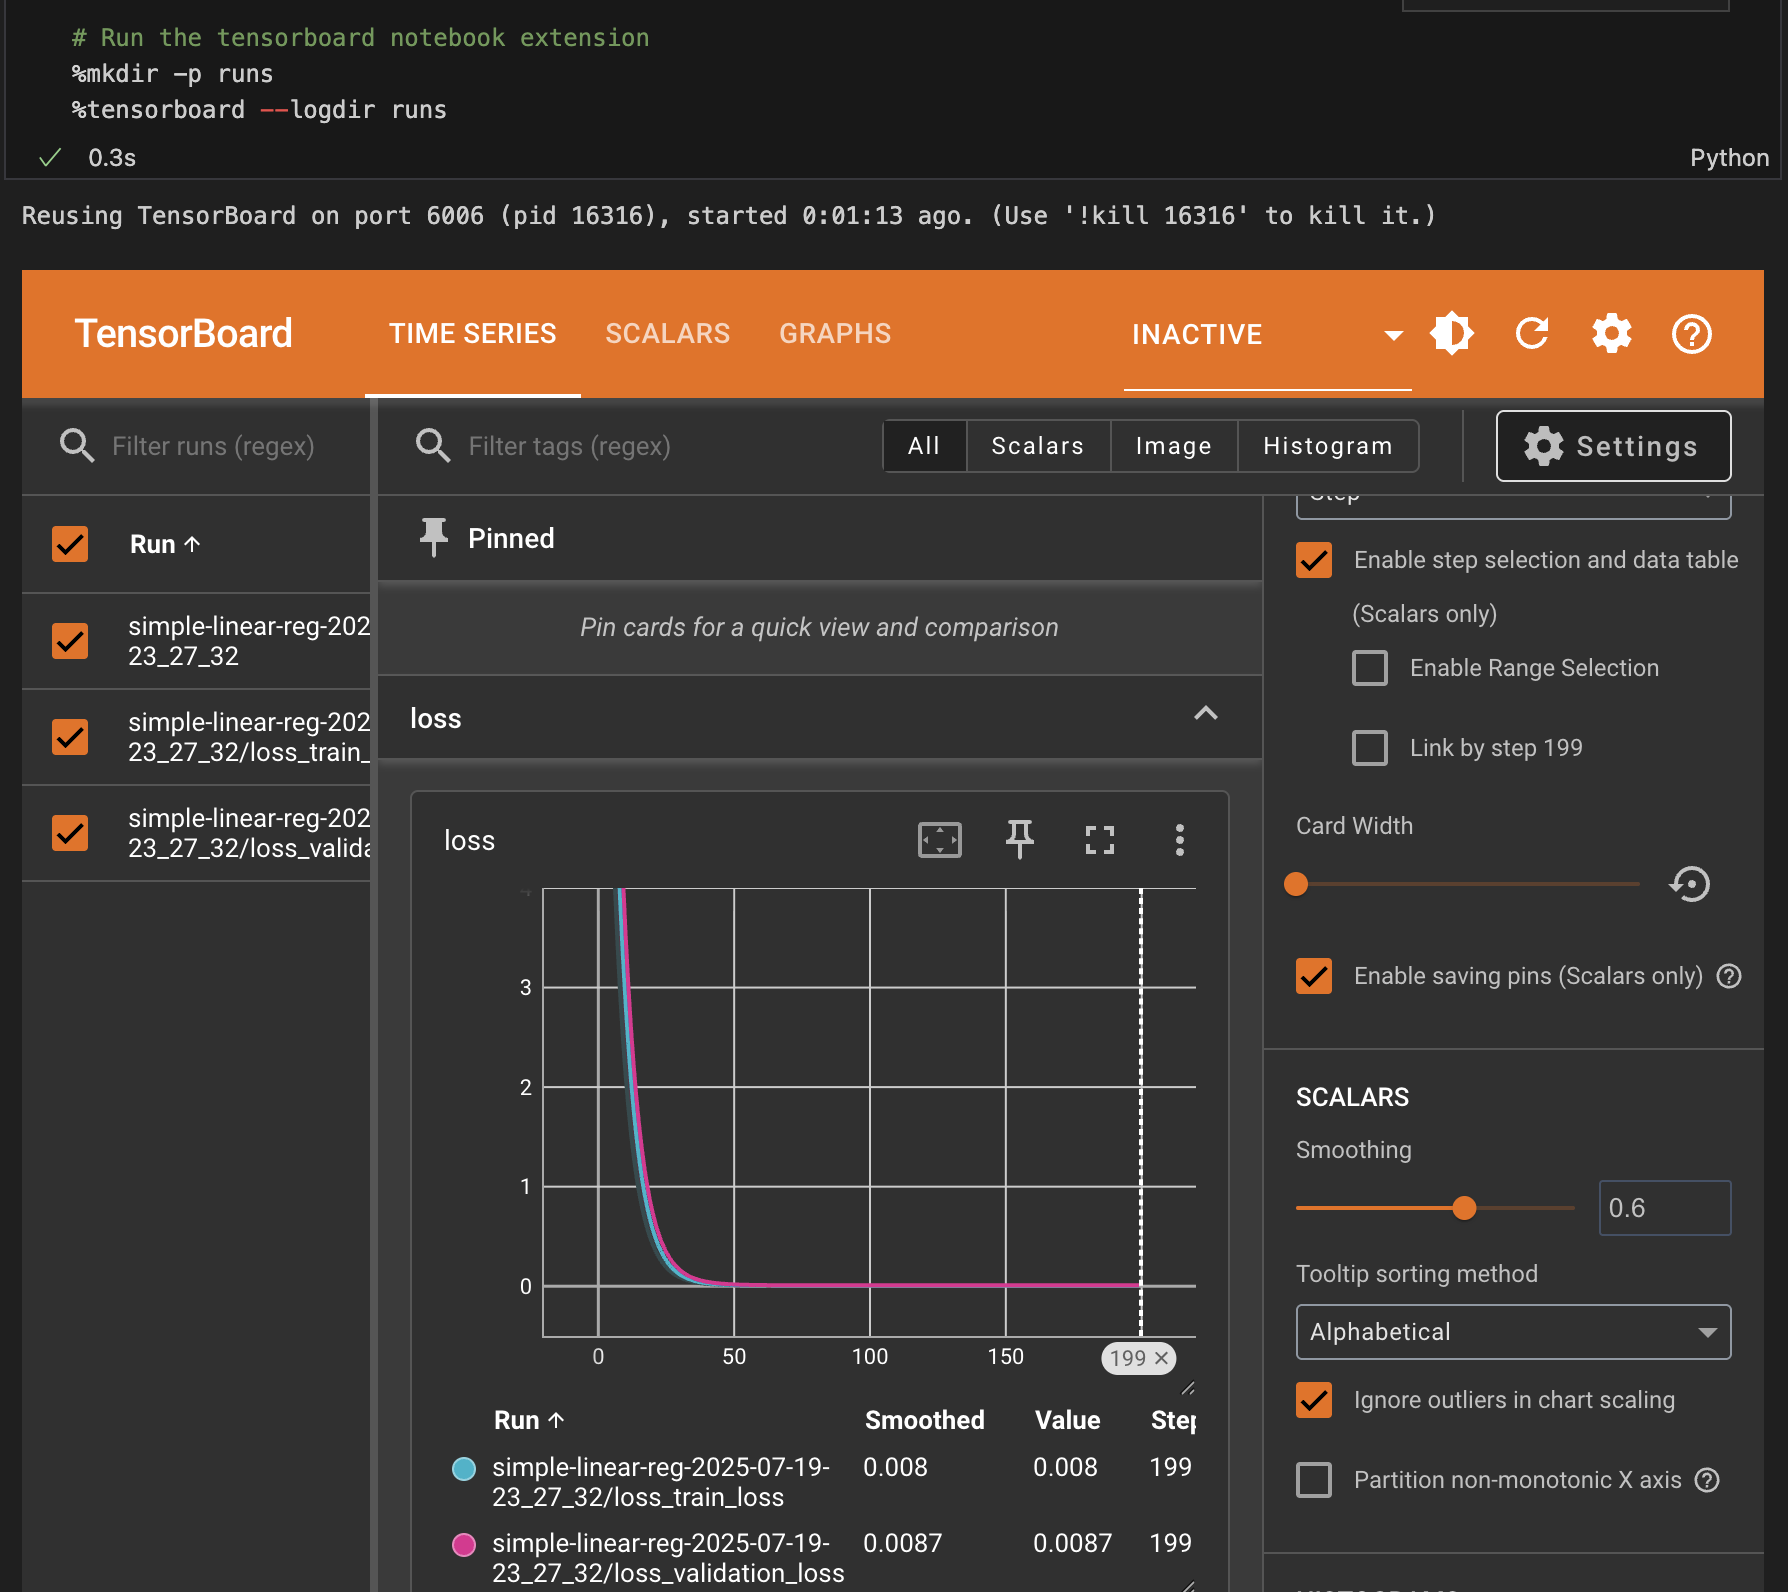 # Run the tensorboard notebook extension
%mkdir -p runs
%tensorboard --logdir runs
0.3s
Python
Reusing TensorBoard on port 6006 (pid 16316), started 0:01:13 ago. (Use '!kill 16316' to kill it.)
TensorBoard TIME SERIES SCALARS GRAPHS INACTIVE
Filter runs (regex)
Filter tags (regex)
All Scalars Image Histogram
Settings
Run ↑
simple-linear-reg-202
23_27_32
simple-linear-reg-202
23_27_32/loss_train_
simple-linear-reg-202
23_27_32/loss_valida
Pinned
Pin cards for a quick view and comparison
loss
loss
3
2
1
0
0 50 100 150 199 ×
Run ↑ Smoothed Value Step
simple-linear-reg-2025-07-19- 0.008 0.008 199
23_27_32/loss_train_loss
simple-linear-reg-2025-07-19- 0.0087 0.0087 199
23_27_32/loss_validation_loss
Step
Enable step selection and data table
(Scalars only)
Enable Range Selection
Link by step 199
Card Width
Enable saving pins (Scalars only)
SCALARS
Smoothing
0.6
Tooltip sorting method
Alphabetical
Ignore outliers in chart scaling
Partition non-monotonic X axis